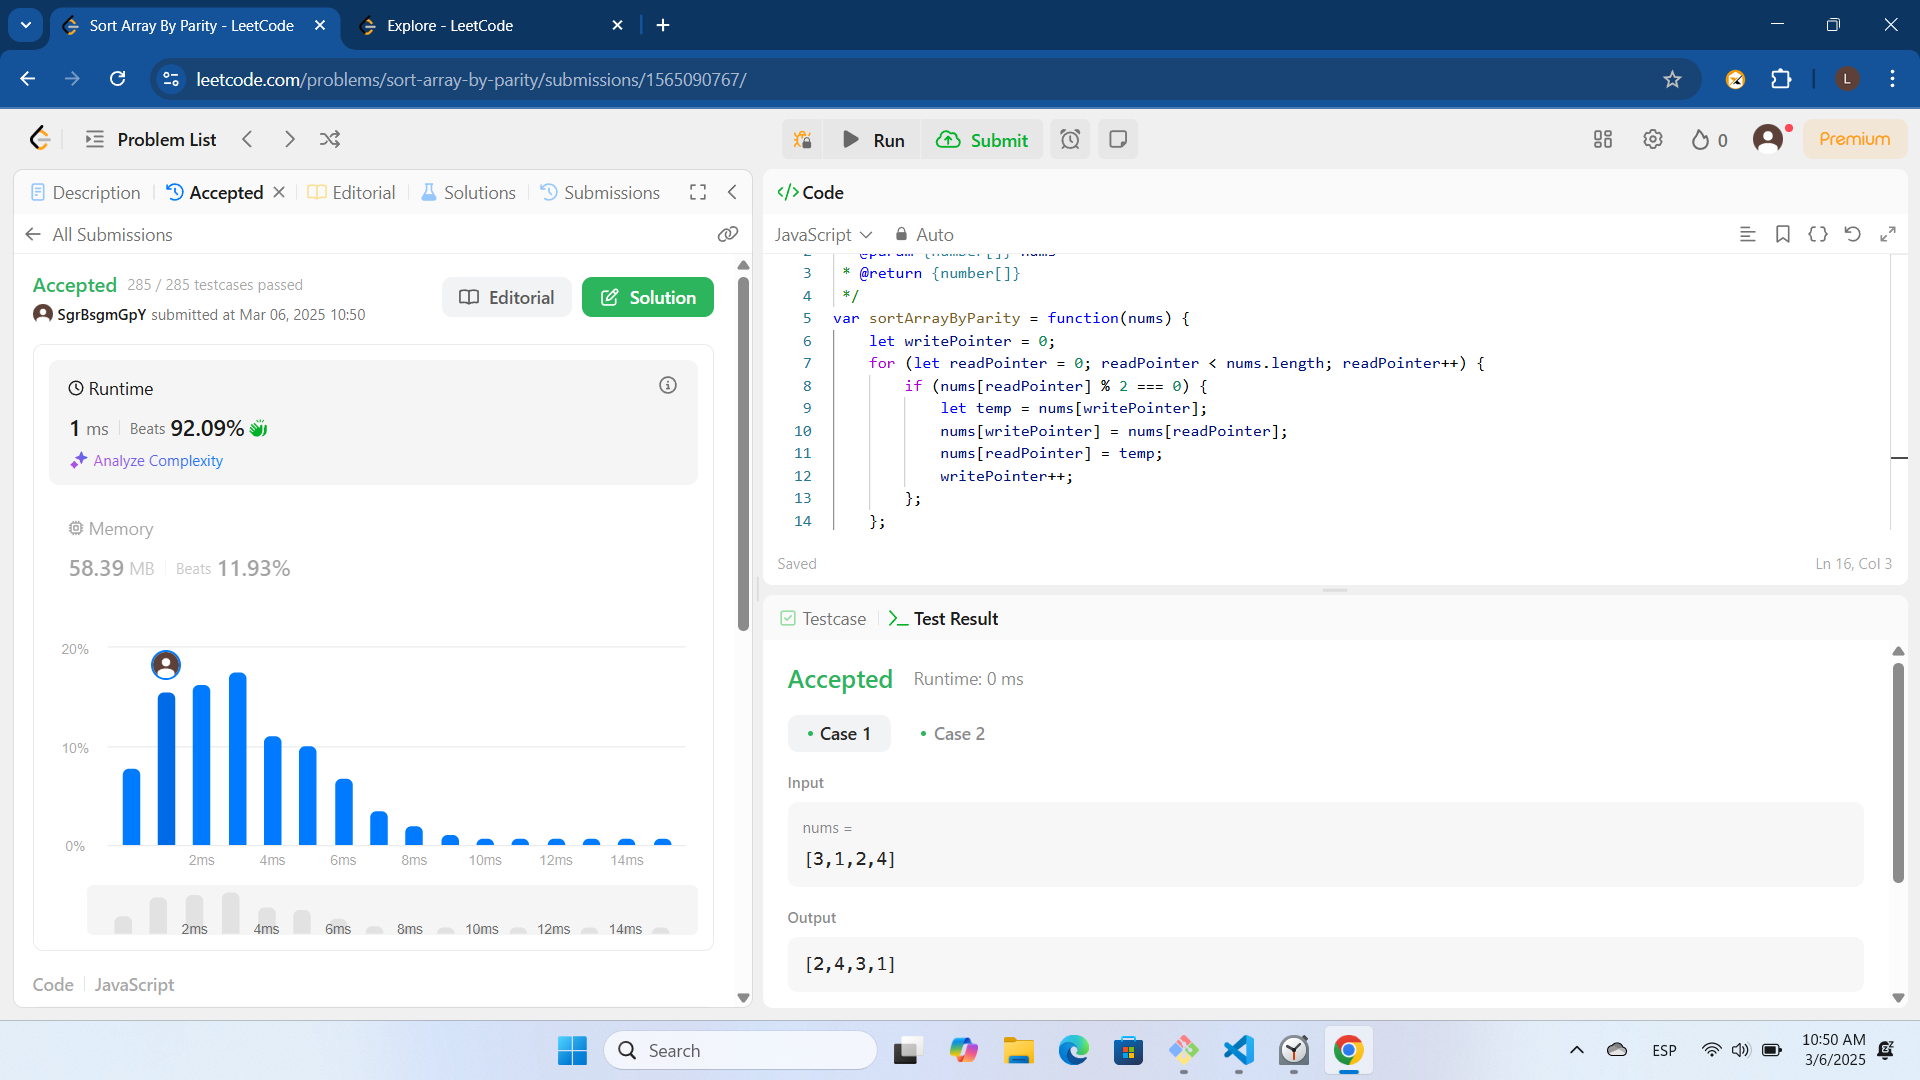 Sort Array By Parity - LeetCode
Explore - LeetCode
leetcode.com/problems/sort-array-by-parity/submissions/1565090767/
L
Problem List
Run
Submit
0
Premium
Description
Accepted
Editorial
Solutions
Submissions
All Submissions
Accepted 285 / 285 testcases passed
SgrBsgmGpY submitted at Mar 06, 2025 10:50
Editorial
Solution
Runtime
1 ms Beats 92.09%
Analyze Complexity
Memory
58.39 MB Beats 11.93%
20%
10%
0%
2ms 4ms 6ms 8ms 10ms 12ms 14ms
2ms 4ms 6ms 8ms 10ms 12ms 14ms
Code JavaScript
</> Code
JavaScript Auto
2 * @param {number[]} nums
3 * @return {number[]}
4 */
5 var sortArrayByParity = function(nums) {
6 let writePointer = 0;
7 for (let readPointer = 0; readPointer < nums.length; readPointer++) {
8 if (nums[readPointer] % 2 === 0) {
9 let temp = nums[writePointer];
10 nums[writePointer] = nums[readPointer];
11 nums[readPointer] = temp;
12 writePointer++;
13 };
14 };
Saved
Ln 16, Col 3
Testcase
Test Result
Accepted Runtime: 0 ms
• Case 1 • Case 2
Input
nums =
[3,1,2,4]
Output
[2,4,3,1]
Search
ESP
10:50 AM
3/6/2025